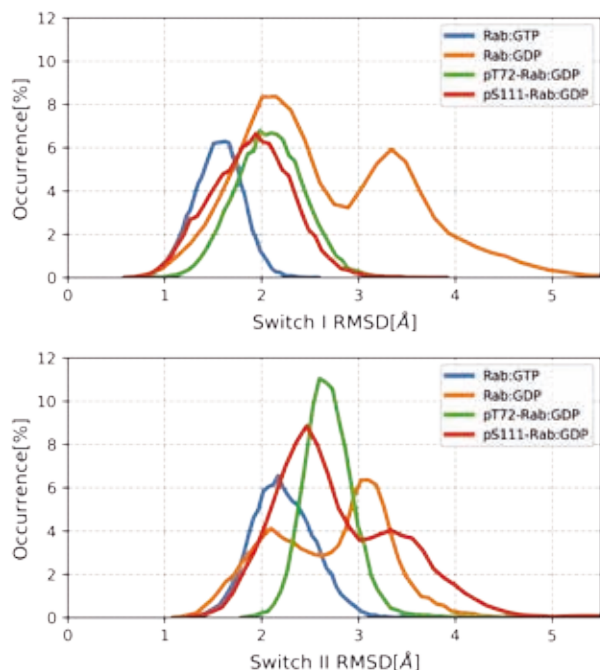 12
10
8
6
4
2
0
Occurrence[%]
Rab:GTP
Rab:GDP
pT72-Rab:GDP
pS111-Rab:GDP
0 1 2 3 4 5
Switch I RMSD[Å]
12
10
8
6
4
2
0
Occurrence[%]
Rab:GTP
Rab:GDP
pT72-Rab:GDP
pS111-Rab:GDP
0 1 2 3 4 5
Switch II RMSD[Å]